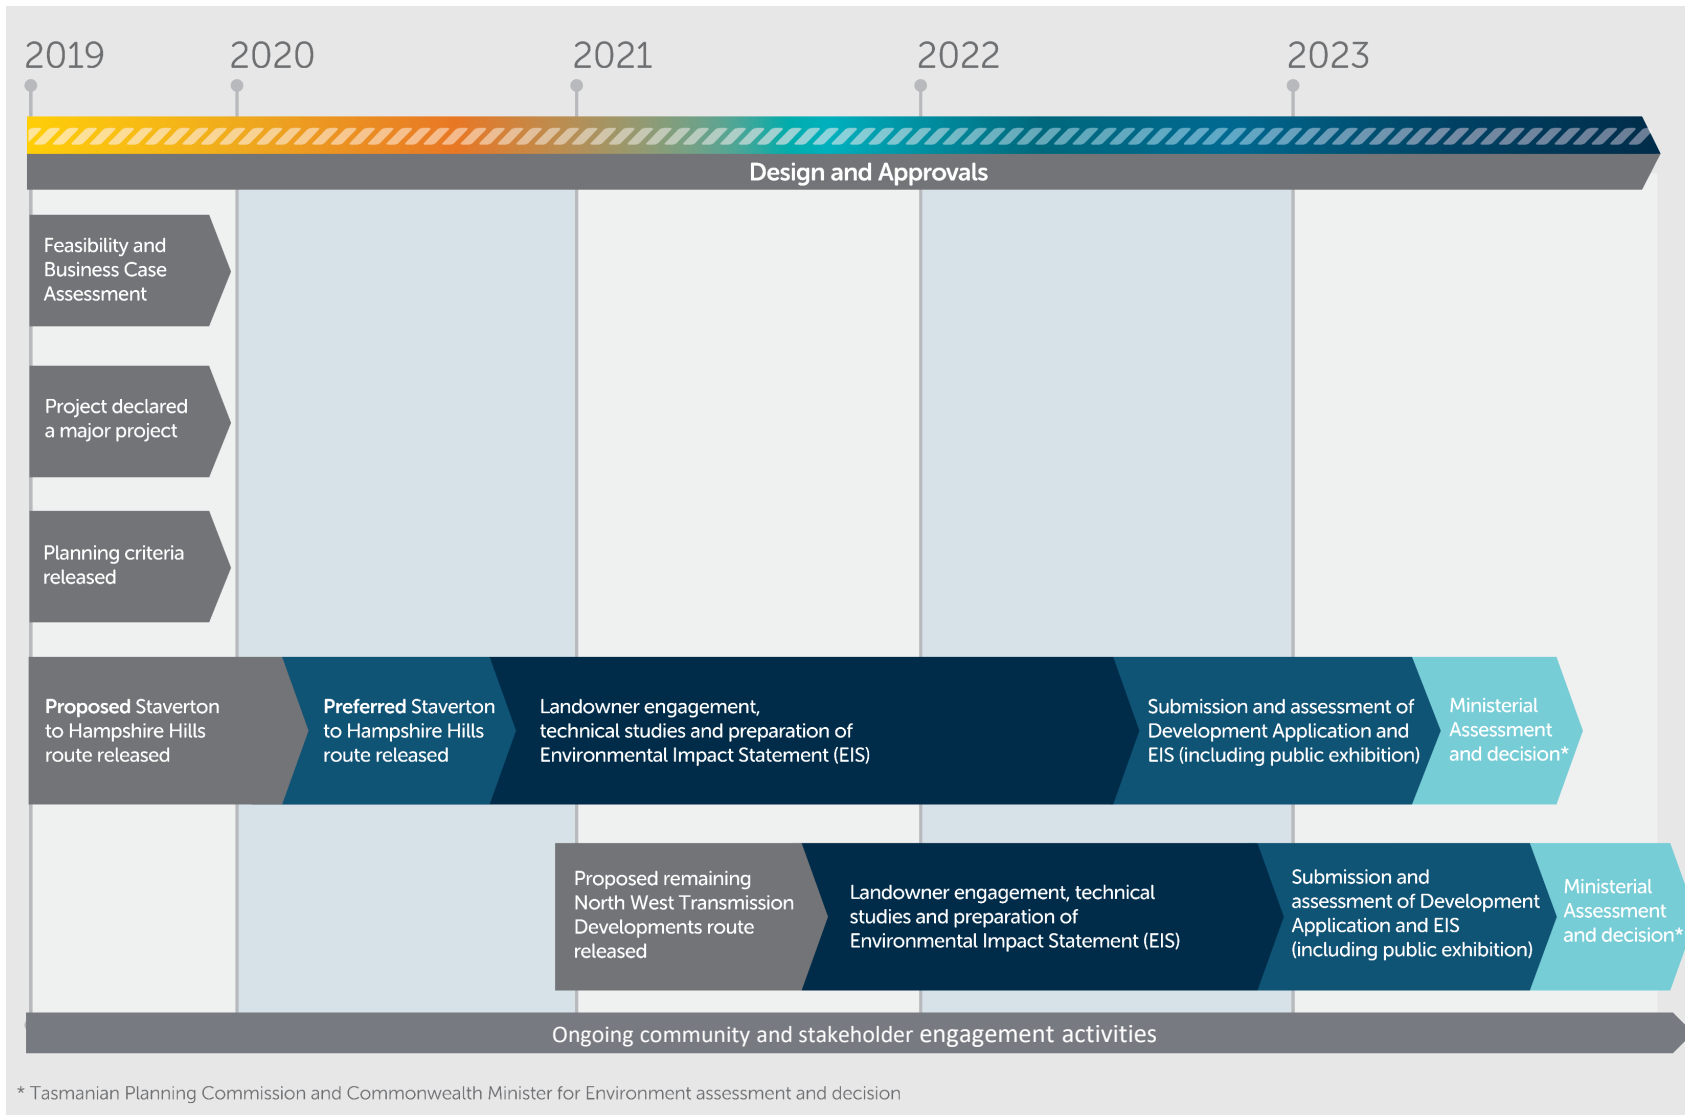 2019
2020
2021
2022
2023
Design and Approvals
Feasibility and
Business Case
Assessment
Project declared
a major project
Planning criteria
released
Proposed Staverton
to Hampshire Hills
route released
Preferred Staverton
to Hampshire Hills
route released
Landowner engagement,
technical studies and preparation of
Environmental Impact Statement (EIS)
Submission and assessment of
Development Application and
EIS (including public exhibition)
Ministerial
Assessment
and decision*
Proposed remaining
North West Transmission
Developments route
released
Landowner engagement, technical
studies and preparation of
Environmental Impact Statement (EIS)
Submission and
assessment of Development
Application and EIS
(including public exhibition)
Ministerial
Assessment
and decision*
Ongoing community and stakeholder engagement activities
* Tasmanian Planning Commission and Commonwealth Minister for Environment assessment and decision